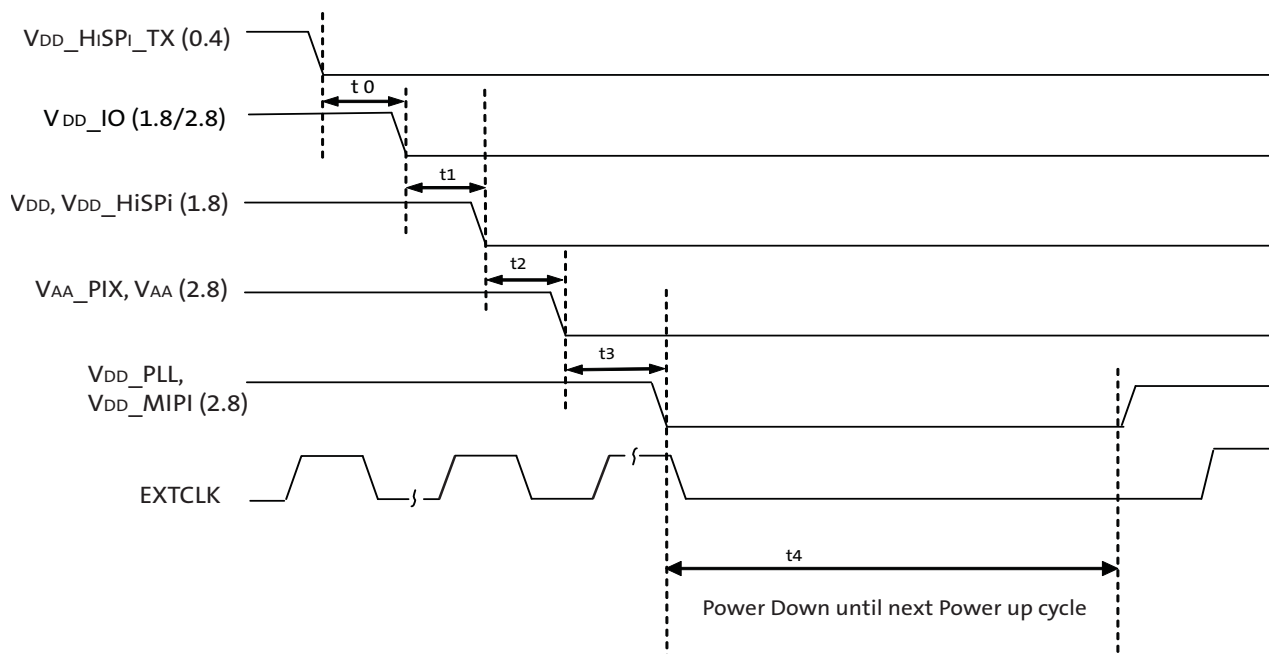 VDD_HiSPi_TX (0.4)
t 0
VDD_IO (1.8/2.8)
t1
VDD, VDD_HiSPi (1.8)
t2
VAA_PIX, VAA (2.8)
t3
VDD_PLL,
VDD_MIPI (2.8)
EXTCLK
t4
Power Down until next Power up cycle